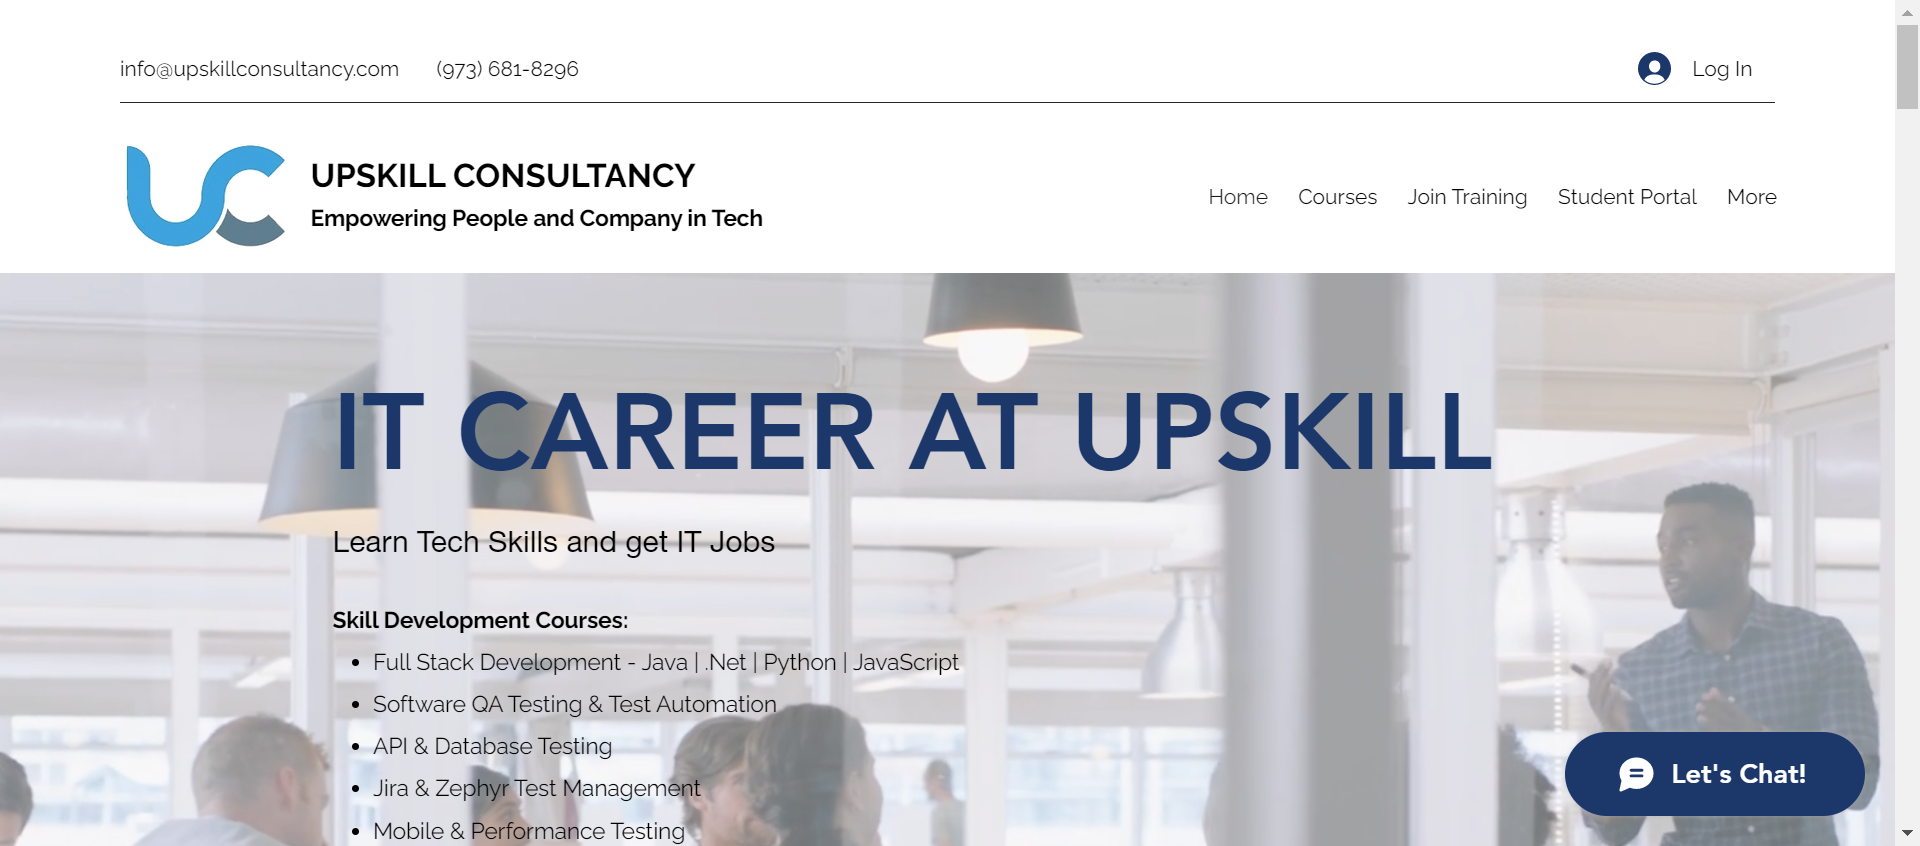 info@upskillconsultancy.com (973) 681-8296 Log In
UC
UPSKILL CONSULTANCY
Empowering People and Company in Tech
Home Courses Join Training Student Portal More
IT CAREER AT UPSKILL
Learn Tech Skills and get IT Jobs
Skill Development Courses:
• Full Stack Development - Java | .Net | Python | JavaScript
• Software QA Testing & Test Automation
• API & Database Testing
• Jira & Zephyr Test Management
• Mobile & Performance Testing
Let's Chat!